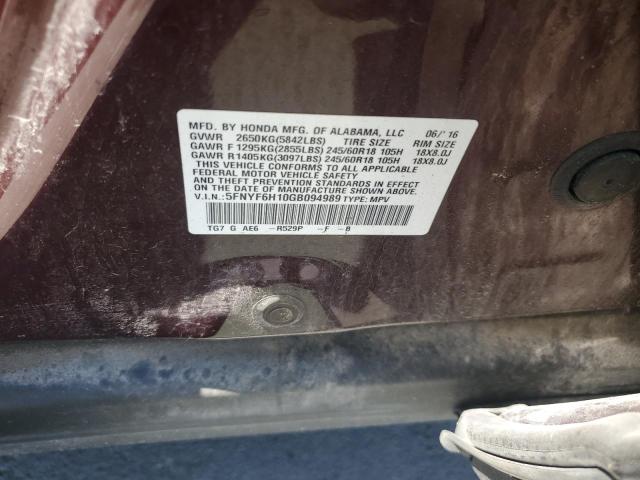 MFD. BY HONDA MFG. OF ALABAMA, LLC 06/'16
GVWR 2650KG(5842LBS) TIRE SIZE RIM SIZE
GAWR F 1295KG(2855LBS) 245/60R18 105H 18X8.0J
GAWR R1405KG(3097LBS) 245/60R18 105H 18X8.0J
THIS VEHICLE CONFORMS TO ALL APPLICABLE
FEDERAL MOTOR VEHICLE SAFETY AND
THEFT PREVENTION STANDARDS IN EFFECT
ON THE DATE OF MANUFACTURE SHOWN ABOVE.
V.I.N.: 5FNYF6H10GB094989 TYPE: MPV
TG7 G AE6 -R529P -F -B